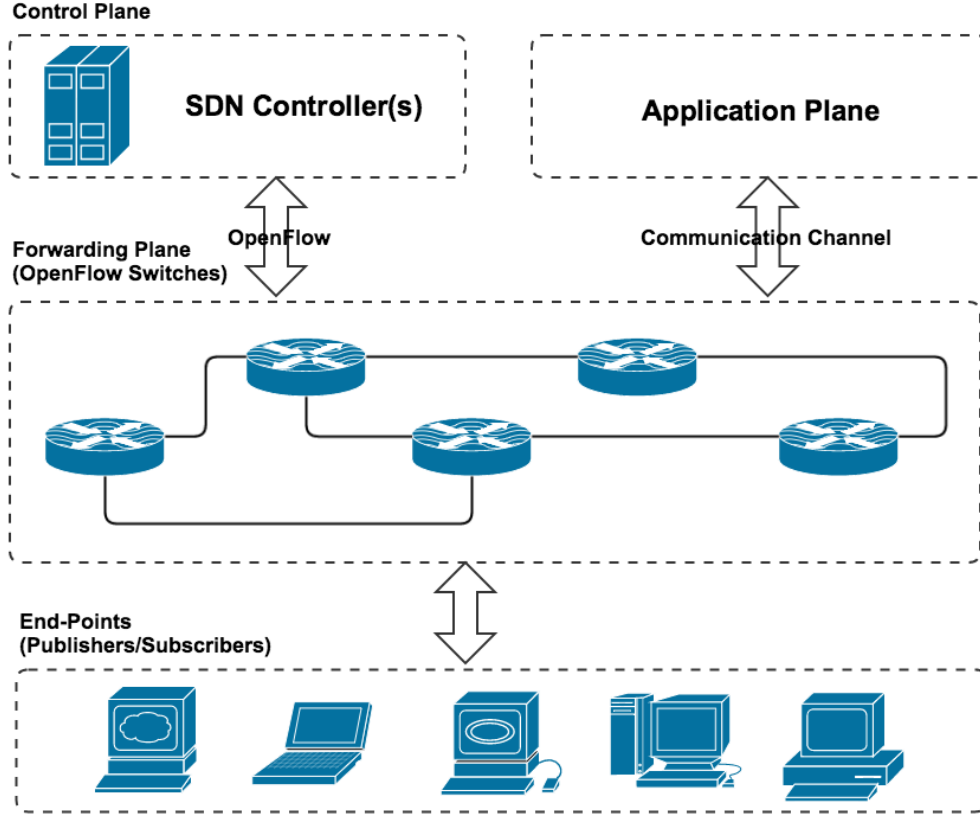 Control Plane
SDN Controller(s)
Application Plane
OpenFlow
Communication Channel
Forwarding Plane
(OpenFlow Switches)
End-Points
(Publishers/Subscribers)